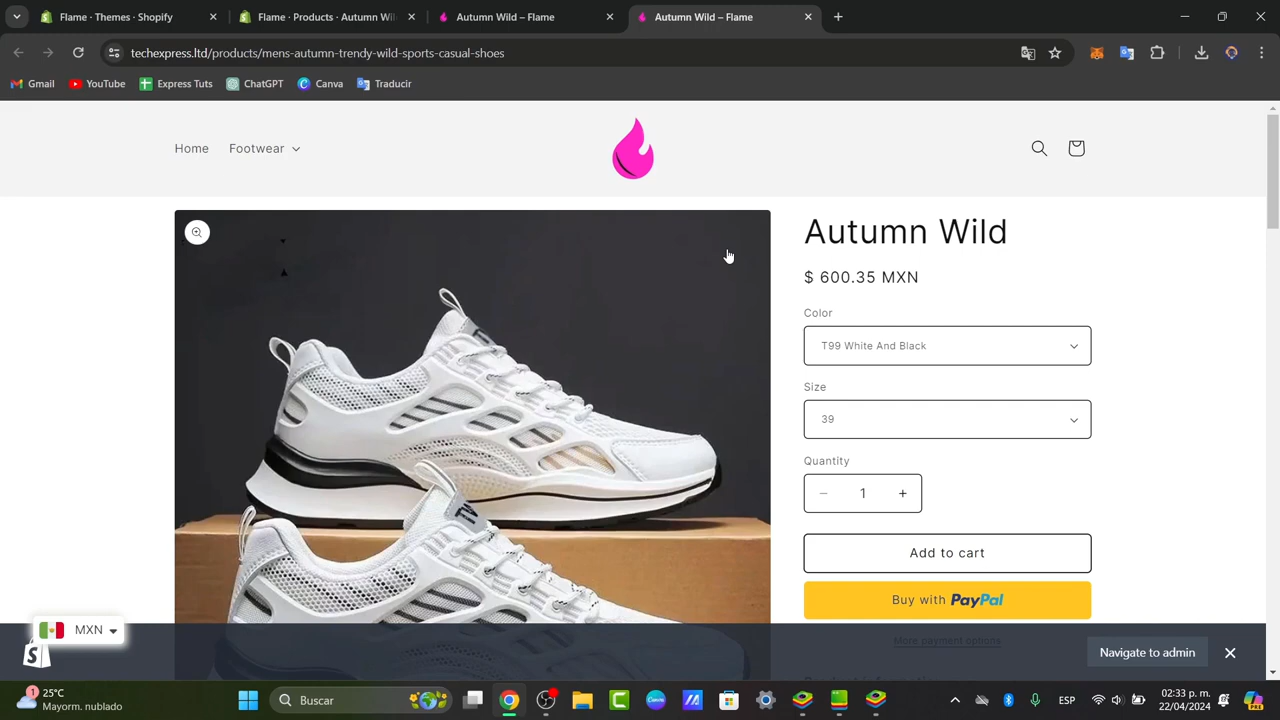 Flame · Themes · Shopify
Flame · Products · Autumn Wil
Autumn Wild – Flame
Autumn Wild – Flame
techexpress.ltd/products/mens-autumn-trendy-wild-sports-casual-shoes
Gmail
YouTube
Express Tuts
ChatGPT
Canva
Traducir
Home
Footwear
Autumn Wild
$ 600.35 MXN
Color
T99 White And Black
Size
39
Quantity
1
Add to cart
Buy with PayPal
More payment options
MXN
Navigate to admin
1
25°C
Mayorm. nublado
Buscar
ESP
02:33 p. m.
22/04/2024